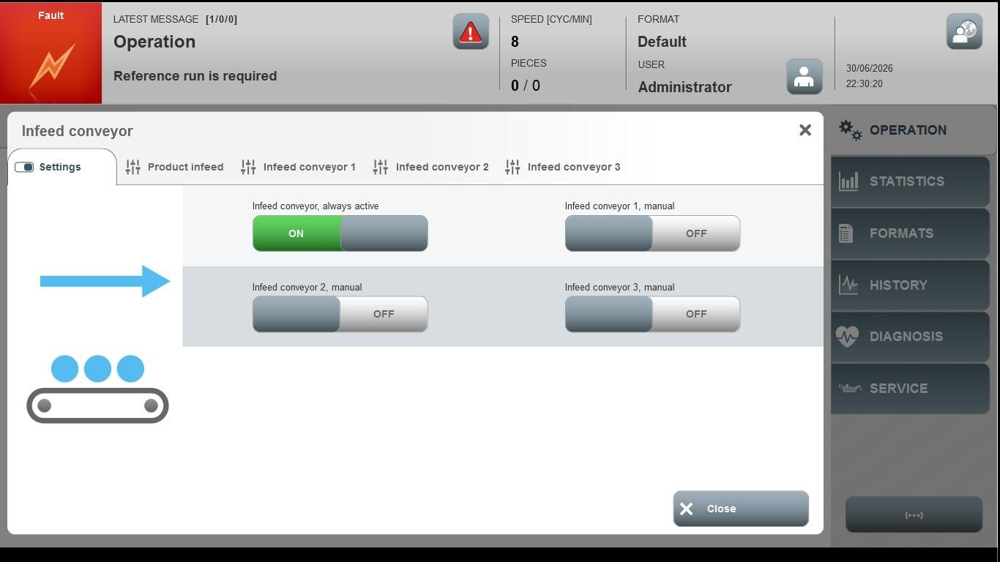 Fault
LATEST MESSAGE [1/0/0]
Operation
Reference run is required
SPEED [CYC/MIN]
8
PIECES
0 / 0
FORMAT
Default
USER
Administrator
30/06/2026
22:30:20
Infeed conveyor
Settings
Product infeed
Infeed conveyor 1
Infeed conveyor 2
Infeed conveyor 3
Infeed conveyor, always active
ON
Infeed conveyor 1, manual
OFF
Infeed conveyor 2, manual
OFF
Infeed conveyor 3, manual
OFF
Close
OPERATION
STATISTICS
FORMATS
HISTORY
DIAGNOSIS
SERVICE
(•••)